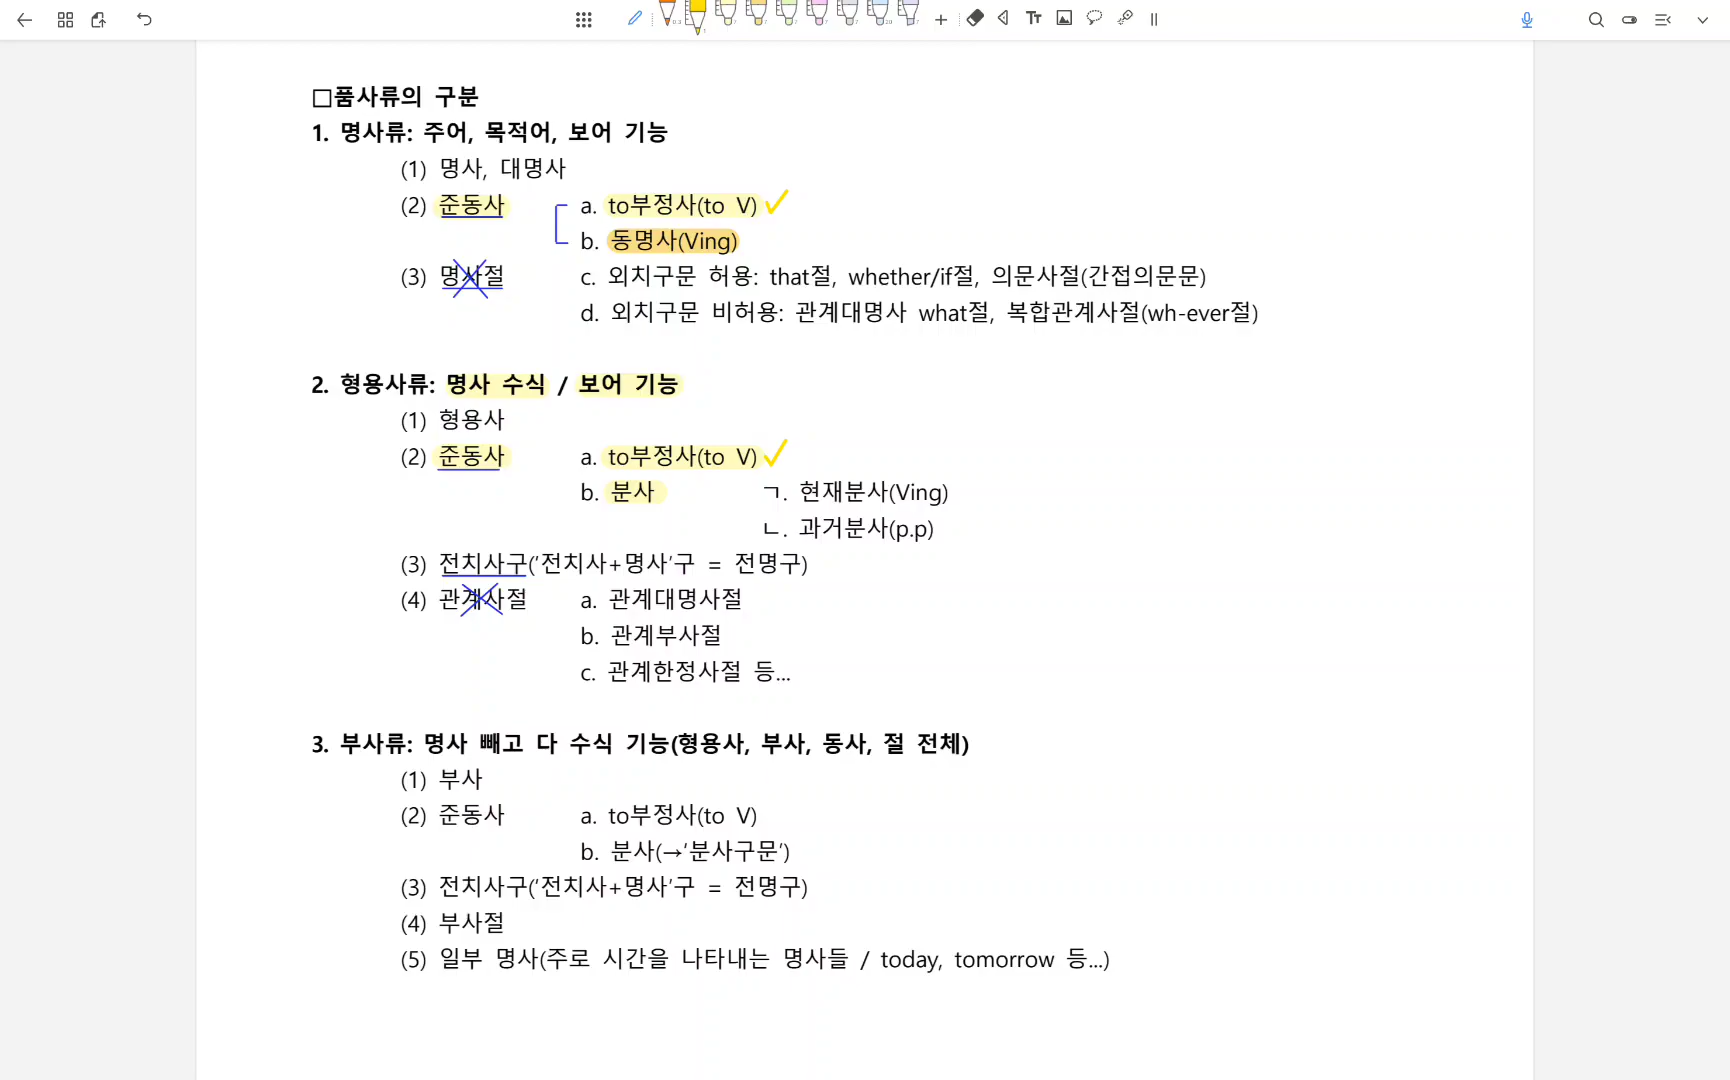 □품사류의 구분
1. 명사류: 주어, 목적어, 보어 기능
(1) 명사, 대명사
(2) 준동사 a. to부정사(to V)
b. 동명사(Ving)
(3) 명사절 c. 외치구문 허용: that절, whether/if절, 의문사절(간접의문문)
d. 외치구문 비허용: 관계대명사 what절, 복합관계사절(wh-ever절)
2. 형용사류: 명사 수식 / 보어 기능
(1) 형용사
(2) 준동사 a. to부정사(to V)
b. 분사 ㄱ. 현재분사(Ving)
ㄴ. 과거분사(p.p)
(3) 전치사구('전치사+명사'구 = 전명구)
(4) 관계사절 a. 관계대명사절
b. 관계부사절
c. 관계한정사절 등...
3. 부사류: 명사 빼고 다 수식 기능(형용사, 부사, 동사, 절 전체)
(1) 부사
(2) 준동사 a. to부정사(to V)
b. 분사(→'분사구문')
(3) 전치사구('전치사+명사'구 = 전명구)
(4) 부사절
(5) 일부 명사(주로 시간을 나타내는 명사들 / today, tomorrow 등...)